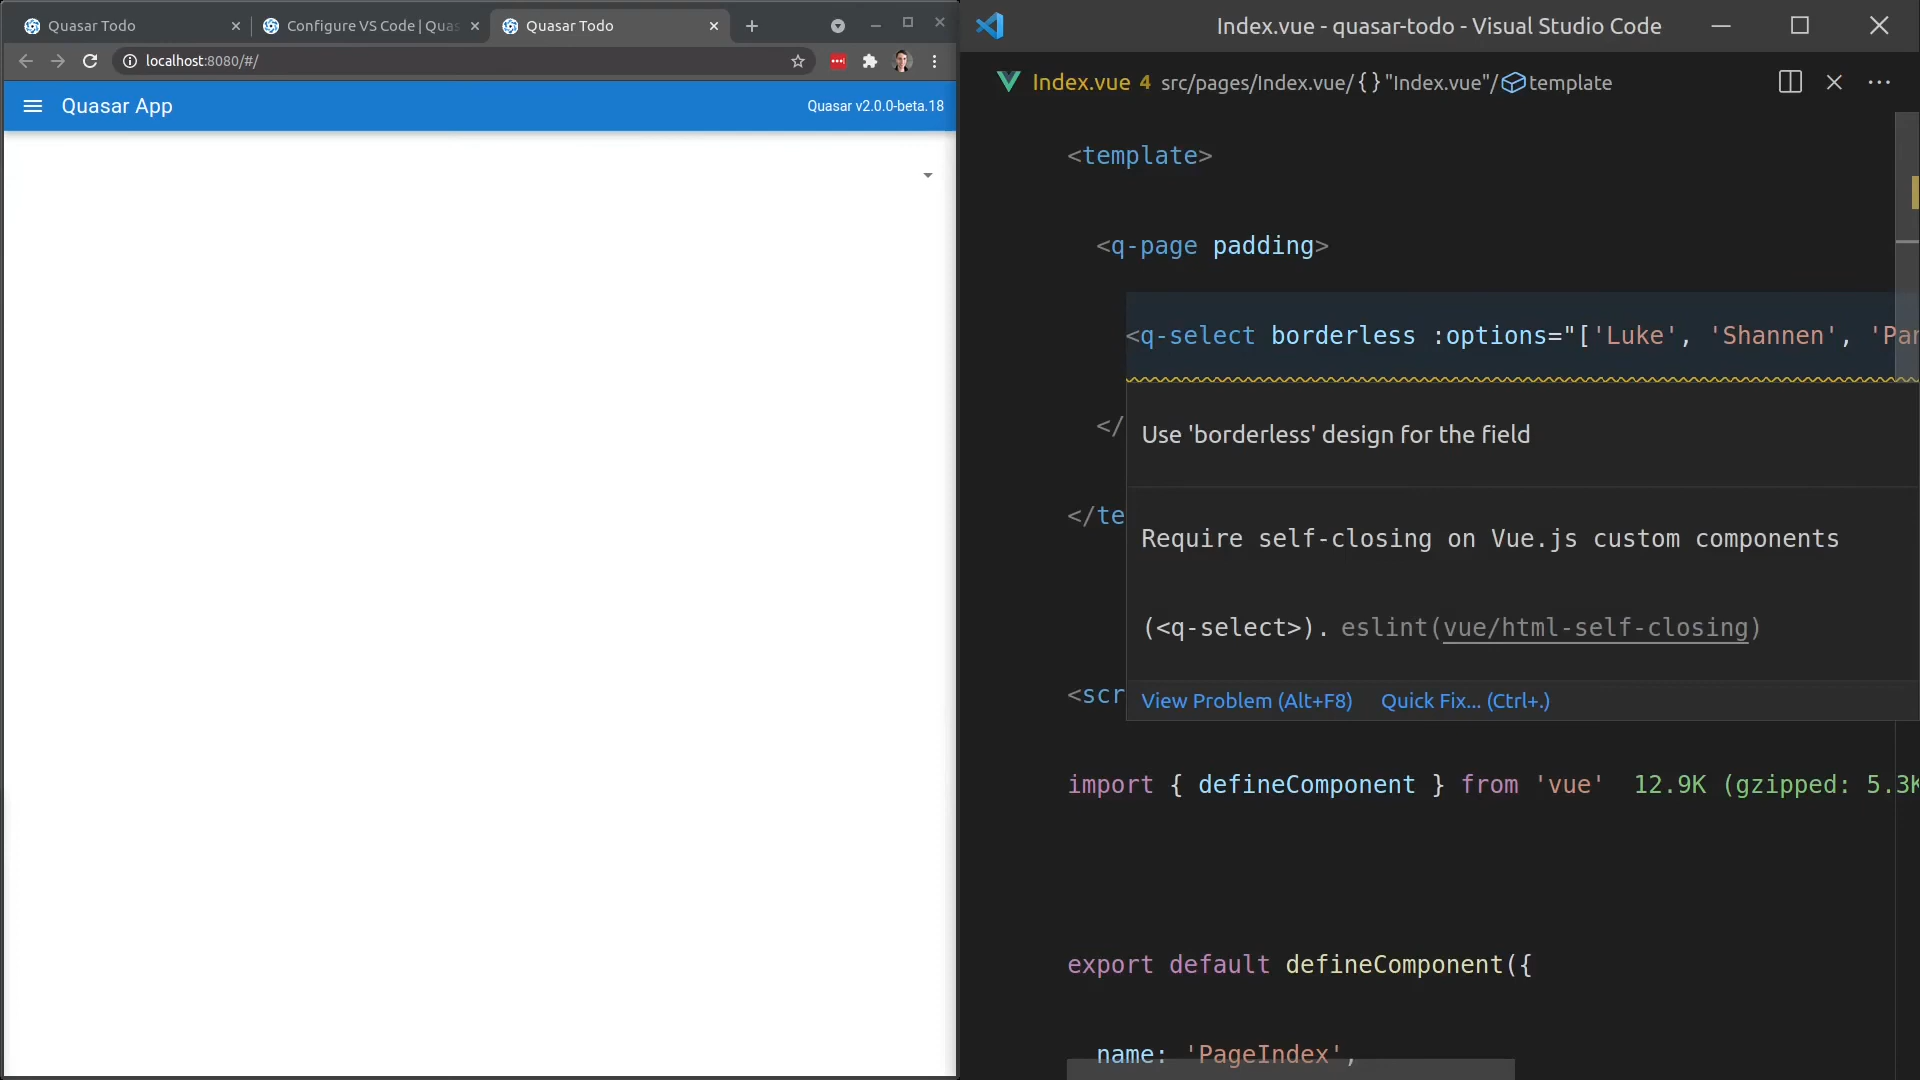 Quasar Todo
Configure VS Code | Quas
Quasar Todo
localhost:8080/#/
Quasar App
Quasar v2.0.0-beta.18
Index.vue - quasar-todo - Visual Studio Code
Index.vue 4 src/pages/Index.vue/{}"Index.vue"/template
<template>
<q-page padding>
<q-select borderless :options="['Luke', 'Shannen', 'Par
</
Use 'borderless' design for the field
</te
Require self-closing on Vue.js custom components
(<q-select>). eslint(vue/html-self-closing)
<scr
View Problem (Alt+F8) Quick Fix... (Ctrl+.)
import { defineComponent } from 'vue' 12.9K (gzipped: 5.3K
export default defineComponent({
name: 'PageIndex',